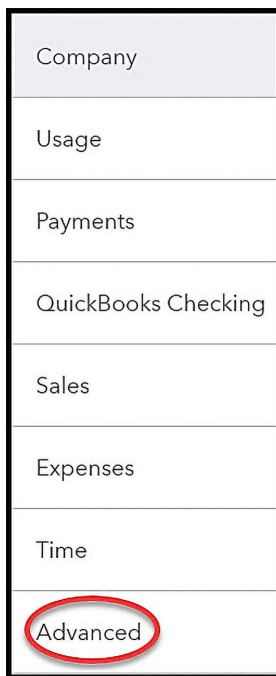 Company
Usage
Payments
QuickBooks Checking
Sales
Expenses
Time
Advanced